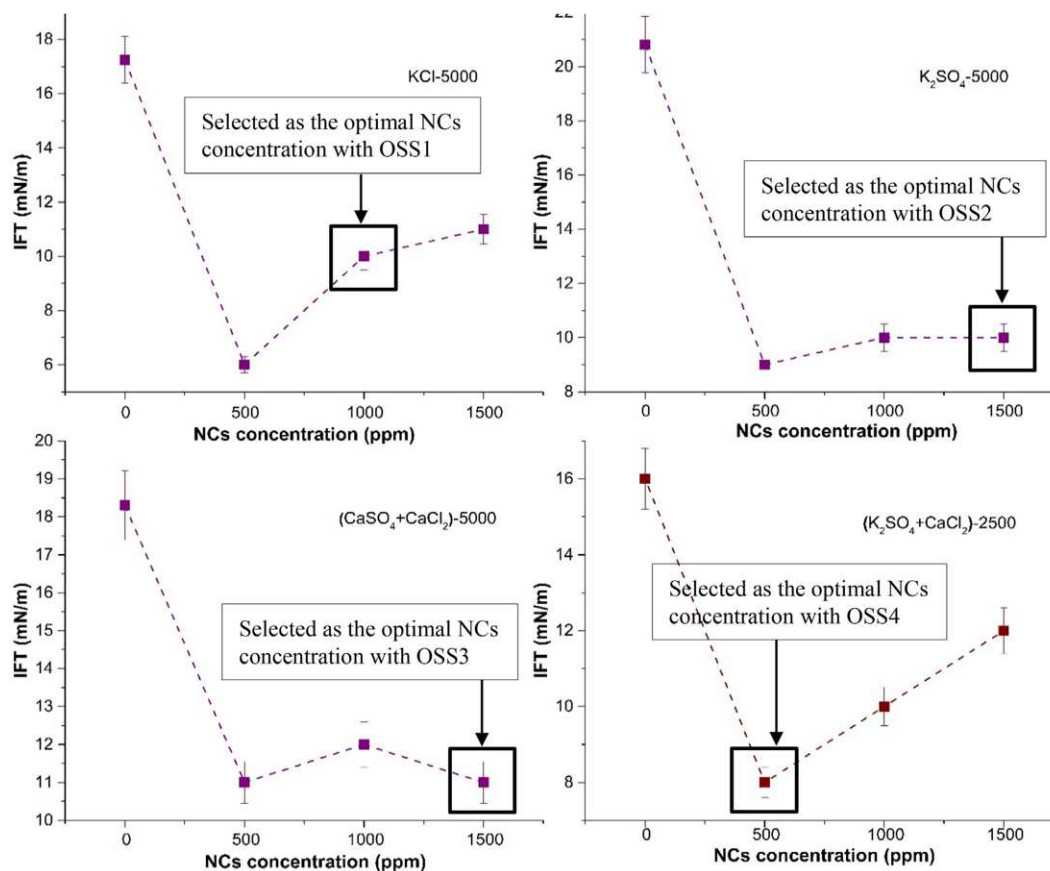 18
16
14
12
10
8
6
IFT (mN/m)
KCl-5000
Selected as the optimal NCs
concentration with OSS1
0 500 1000 1500
NCs concentration (ppm)
22
20
18
16
14
12
10
8
IFT (mN/m)
K₂SO₄-5000
Selected as the optimal NCs
concentration with OSS2
0 500 1000 1500
NCs concentration (ppm)
20
19
18
17
16
15
14
13
12
11
10
IFT (mN/m)
(CaSO₄+CaCl₂)-5000
Selected as the optimal NCs
concentration with OSS3
0 500 1000 1500
NCs concentration (ppm)
16
14
12
10
8
IFT (mN/m)
(K₂SO₄+CaCl₂)-2500
Selected as the optimal NCs
concentration with OSS4
0 500 1000 1500
NCs concentration (ppm)